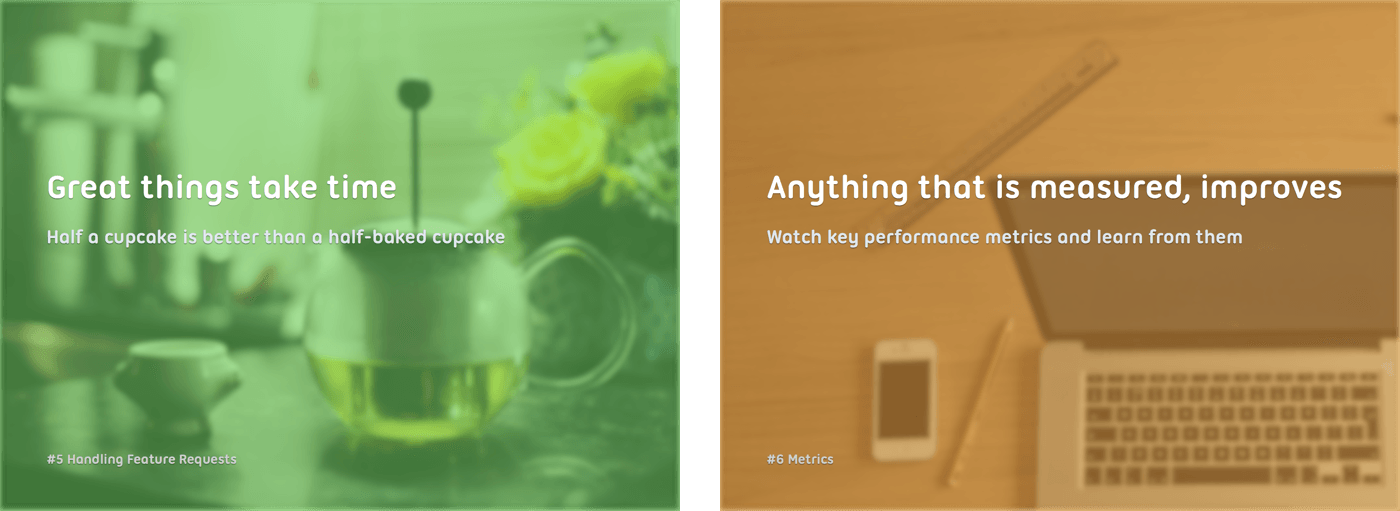 Great things take time
Half a cupcake is better than a half-baked cupcake
#5 Handling Feature Requests
Anything that is measured, improves
Watch key performance metrics and learn from them
#6 Metrics